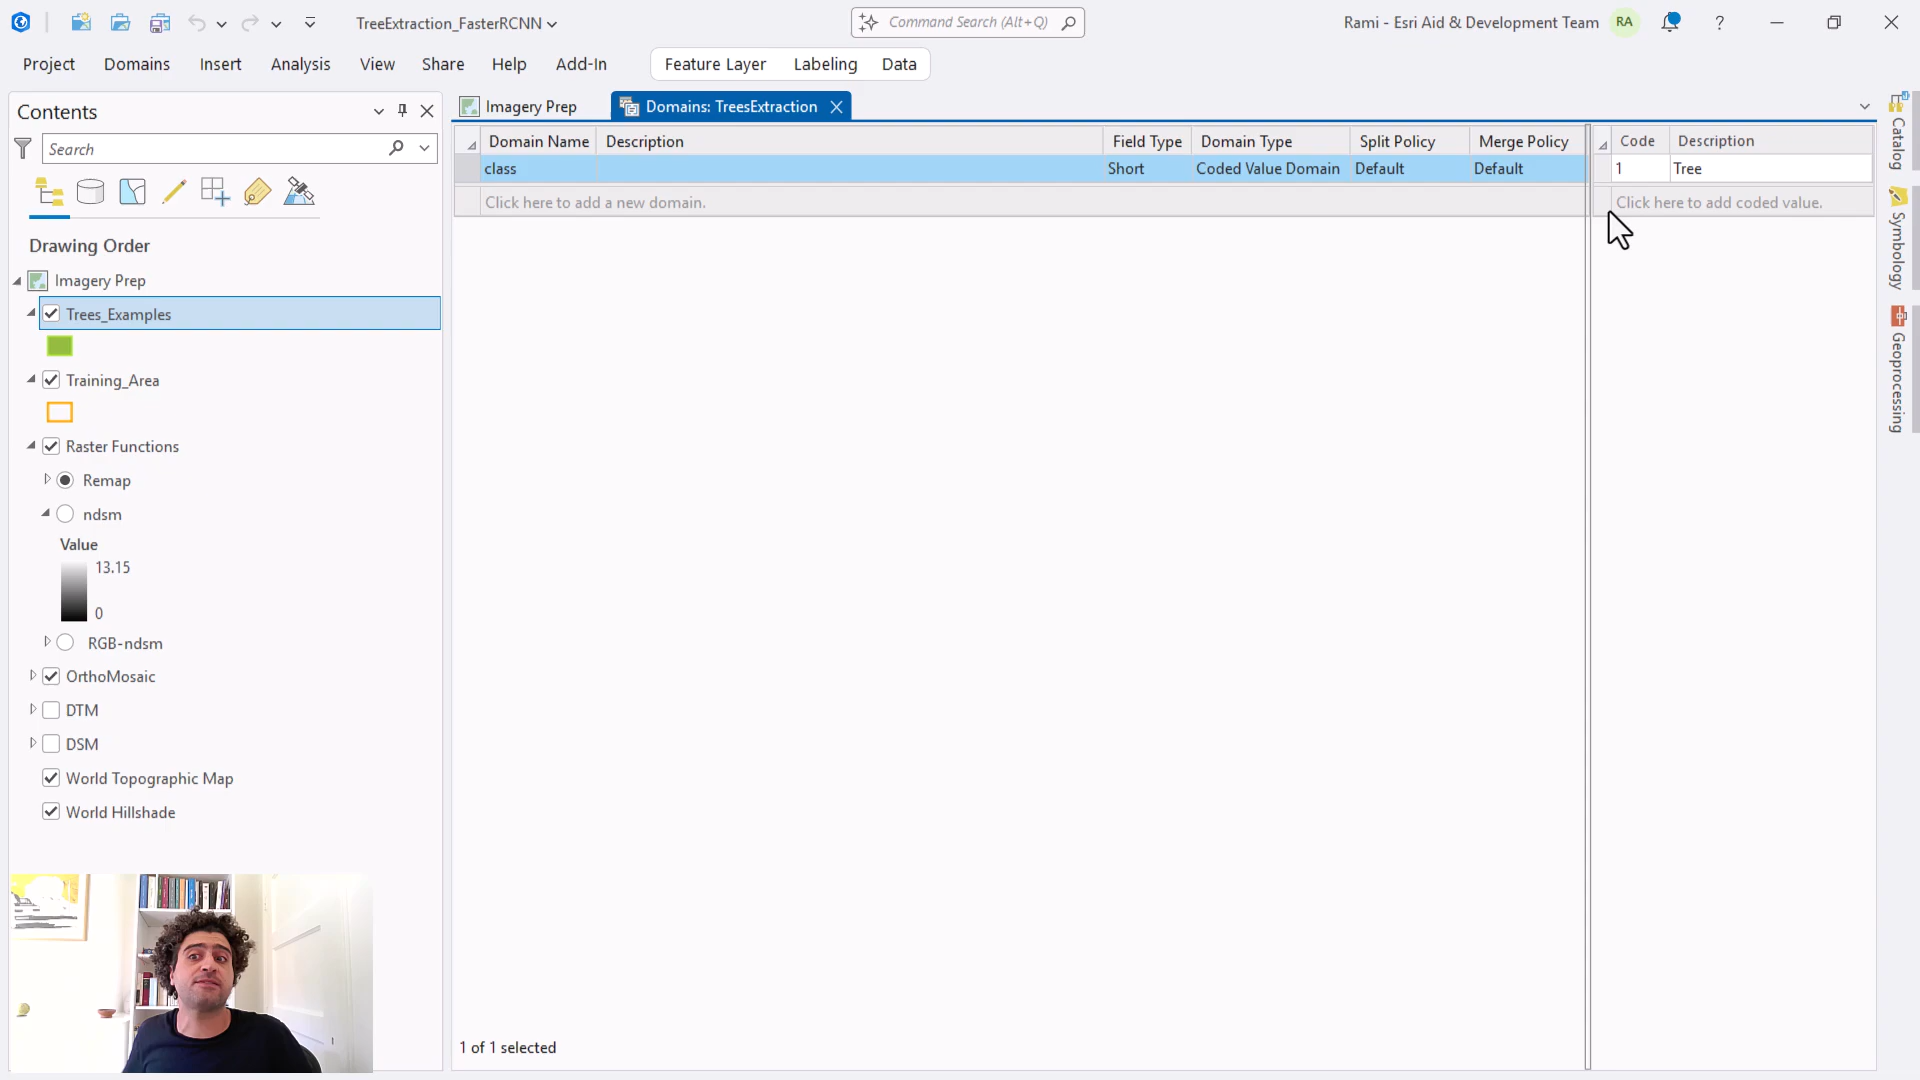 TreeExtraction_FasterRCNN
Command Search (Alt+Q)
Rami - Esri Aid & Development Team
RA
?
Project
Domains
Insert
Analysis
View
Share
Help
Add-In
Feature Layer
Labeling
Data
Contents
Search
Drawing Order
Imagery Prep
Trees_Examples
Training_Area
Raster Functions
Remap
ndsm
Value
13.15
0
RGB-ndsm
OrthoMosaic
DTM
DSM
World Topographic Map
World Hillshade
Imagery Prep
Domains: TreesExtraction
Domain Name Description Field Type Domain Type Split Policy Merge Policy
class Short Coded Value Domain Default Default
Click here to add a new domain.
Code Description
1 Tree
Click here to add coded value.
1 of 1 selected
Catalog
Symbology
Geoprocessing